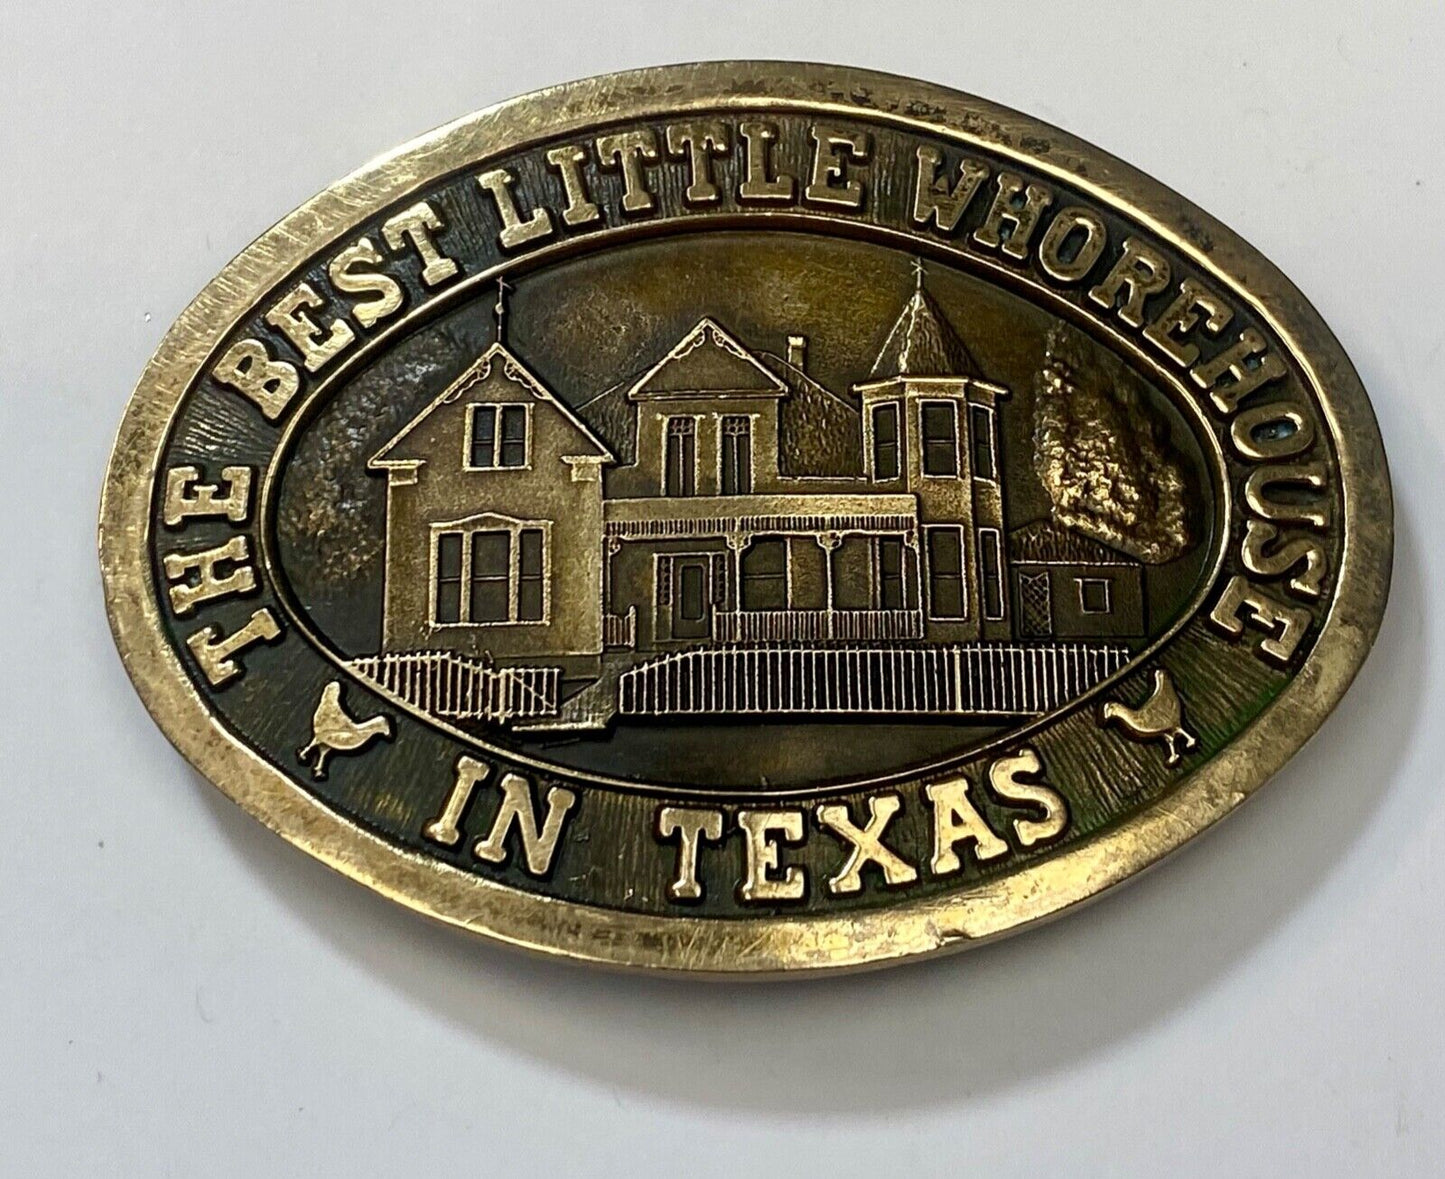 THE BEST LITTLE WHOREHOUSE
IN TEXAS